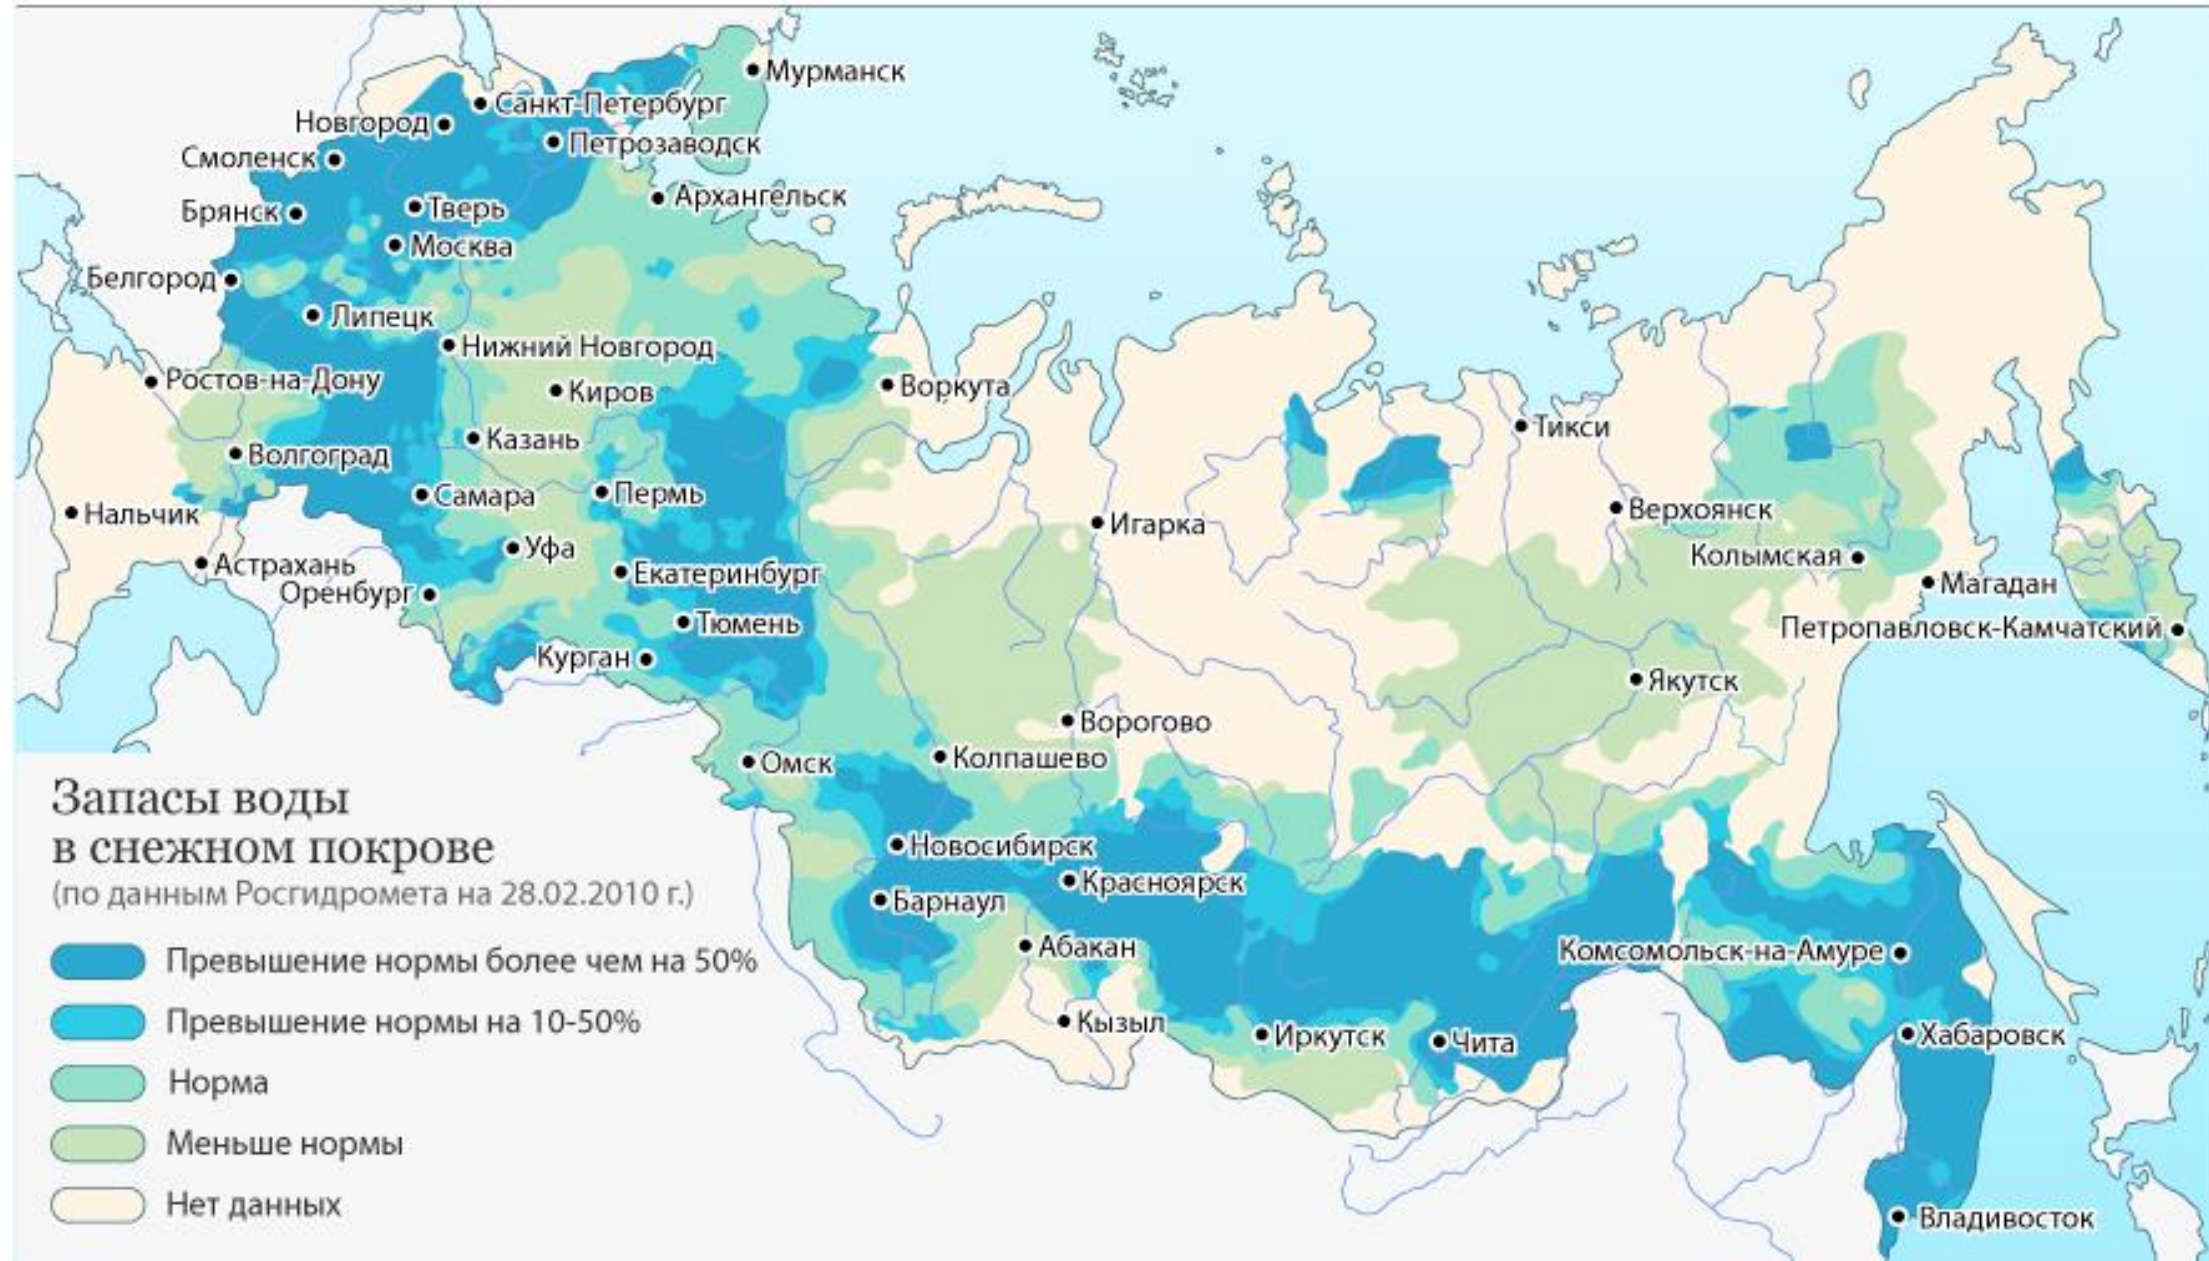 Мурманск
Санкт-Петербург
Новгород
Петрозаводск
Смоленск
Архангельск
Брянск
Тверь
Москва
Белгород
Липецк
Нижний Новгород
Ростов-на-Дону
Киров
Воркута
Тикси
Казань
Волгоград
Самара
Пермь
Нальчик
Игарка
Верхоянск
Уфа
Колымская
Астрахань
Екатеринбург
Магадан
Оренбург
Тюмень
Петропавловск-Камчатский
Курган
Якутск
Ворогово
Омск
Колпашево
Запасы воды
в снежном покрове
(по данным Росгидромета на 28.02.2010 г.)
Новосибирск
Красноярск
Барнаул
Абакан
Комсомольск-на-Амуре
Кызыл
Иркутск
Чита
Хабаровск
Владивосток
Превышение нормы более чем на 50%
Превышение нормы на 10-50%
Норма
Меньше нормы
Нет данных